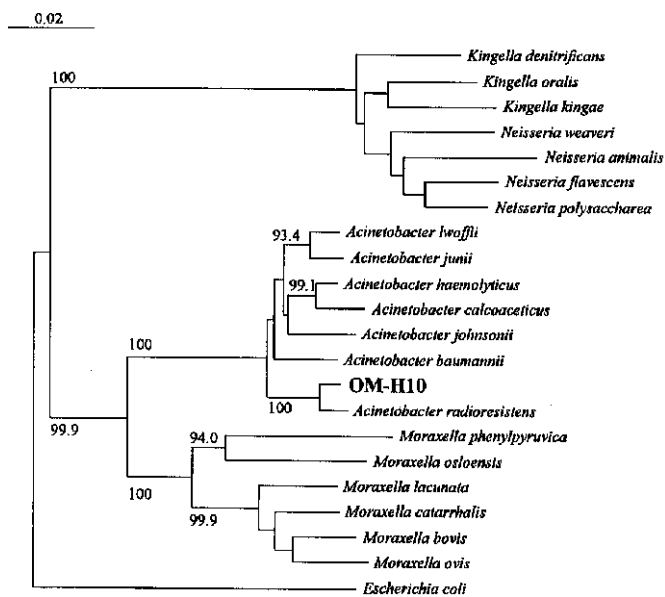 0.02
Kingella denitrificans
100
Kingella oralis
Kingella kingae
Neisseria weaveri
Neisseria animalis
Neisseria flavescens
Neisseria polysaccharea
93.4
Acinetobacter lwoffii
Acinetobacter junii
99.1
Acinetobacter haemolyticus
Acinetobacter calcoaceticus
Acinetobacter johnsonii
100
Acinetobacter baumannii
OM-H10
100
Acinetobacter radioresistens
99.9
94.0
Moraxella phenylpyruvica
Moraxella osloensis
100
Moraxella lacunata
99.9
Moraxella catarrhalis
Moraxella bovis
Moraxella ovis
Escherichia coli